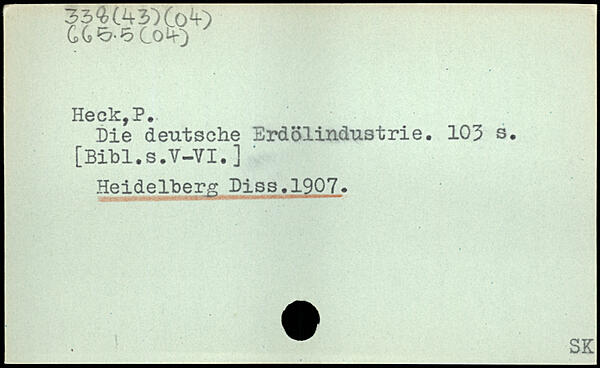 338(43)(04)
665.5(04)
Heck,P.
Die deutsche Erdölindustrie. 103 s.
[Bibl.s.V-VI.]
Heidelberg Diss.1907.
SK